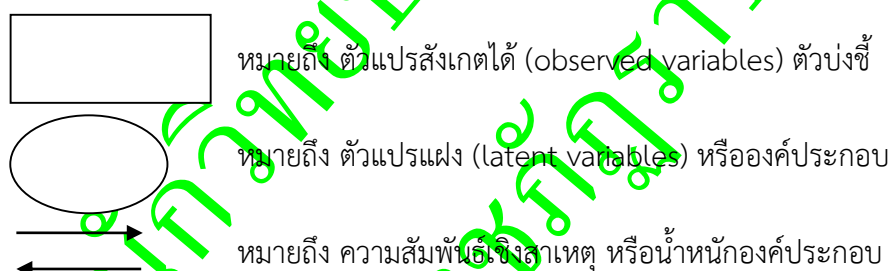 หมายถึง ตัวแปรสังเกตได้ (observed variables) ตัวบ่งชี้
หมายถึง ตัวแปรแฝง (latent variables) หรือองค์ประกอบ
หมายถึง ความสัมพันธ์เชิงสาเหตุ หรือน้ำหนักองค์ประกอบ